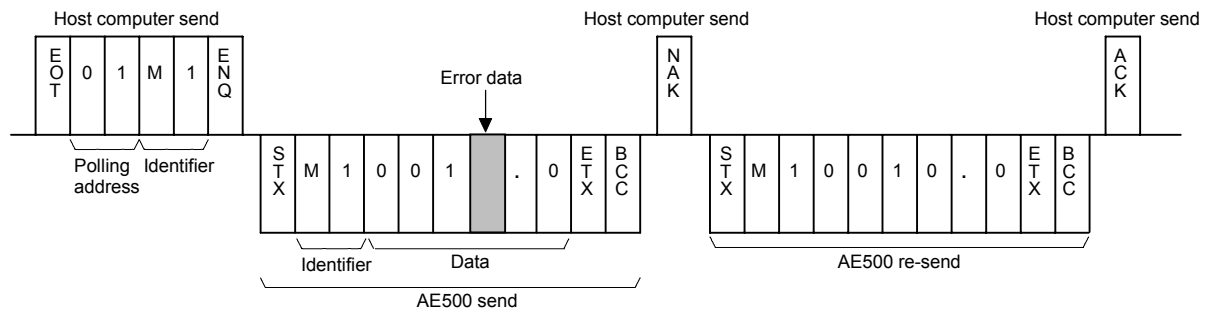 Host computer send
Host computer send
Host computer send
EOT 0 1 M 1 ENQ
NAK
ACK
Error data
Polling address
Identifier
STX M 1 0 0 1 . 0 ETX BCC
STX M 1 0 0 1 0 . 0 ETX BCC
Identifier
Data
AE500 re-send
AE500 send